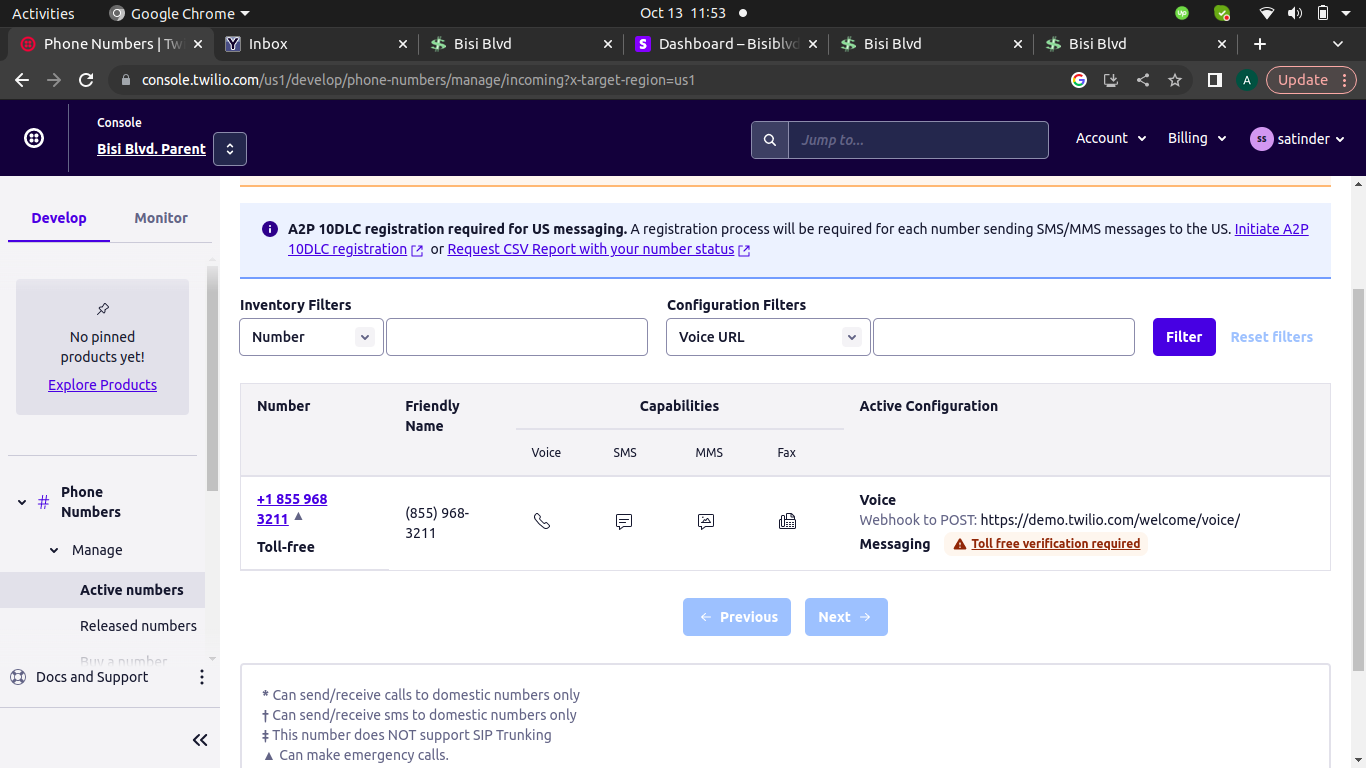 Activities
Google Chrome
Oct 13 11:53
Phone Numbers | Tw
Inbox
Bisi Blvd
Dashboard – Bisiblvd
Bisi Blvd
Bisi Blvd
console.twilio.com/us1/develop/phone-numbers/manage/incoming?x-target-region=us1
A
Update
Console
Bisi Blvd. Parent
Jump to...
Account
Billing
ss
satinder
Develop
Monitor
No pinned
products yet!
Explore Products
# Phone
Numbers
Manage
Active numbers
Released numbers
Buy a number
Docs and Support
A2P 10DLC registration required for US messaging. A registration process will be required for each number sending SMS/MMS messages to the US. Initiate A2P
10DLC registration or Request CSV Report with your number status
Inventory Filters
Configuration Filters
Number
Voice URL
Filter
Reset filters
Number
Friendly
Name
Capabilities
Active Configuration
Voice
SMS
MMS
Fax
+1 855 968
3211 ▲
Toll-free
(855) 968-
3211
Voice
Webhook to POST: https://demo.twilio.com/welcome/voice/
Messaging
Toll free verification required
← Previous
Next →
* Can send/receive calls to domestic numbers only
† Can send/receive sms to domestic numbers only
‡ This number does NOT support SIP Trunking
▲ Can make emergency calls.